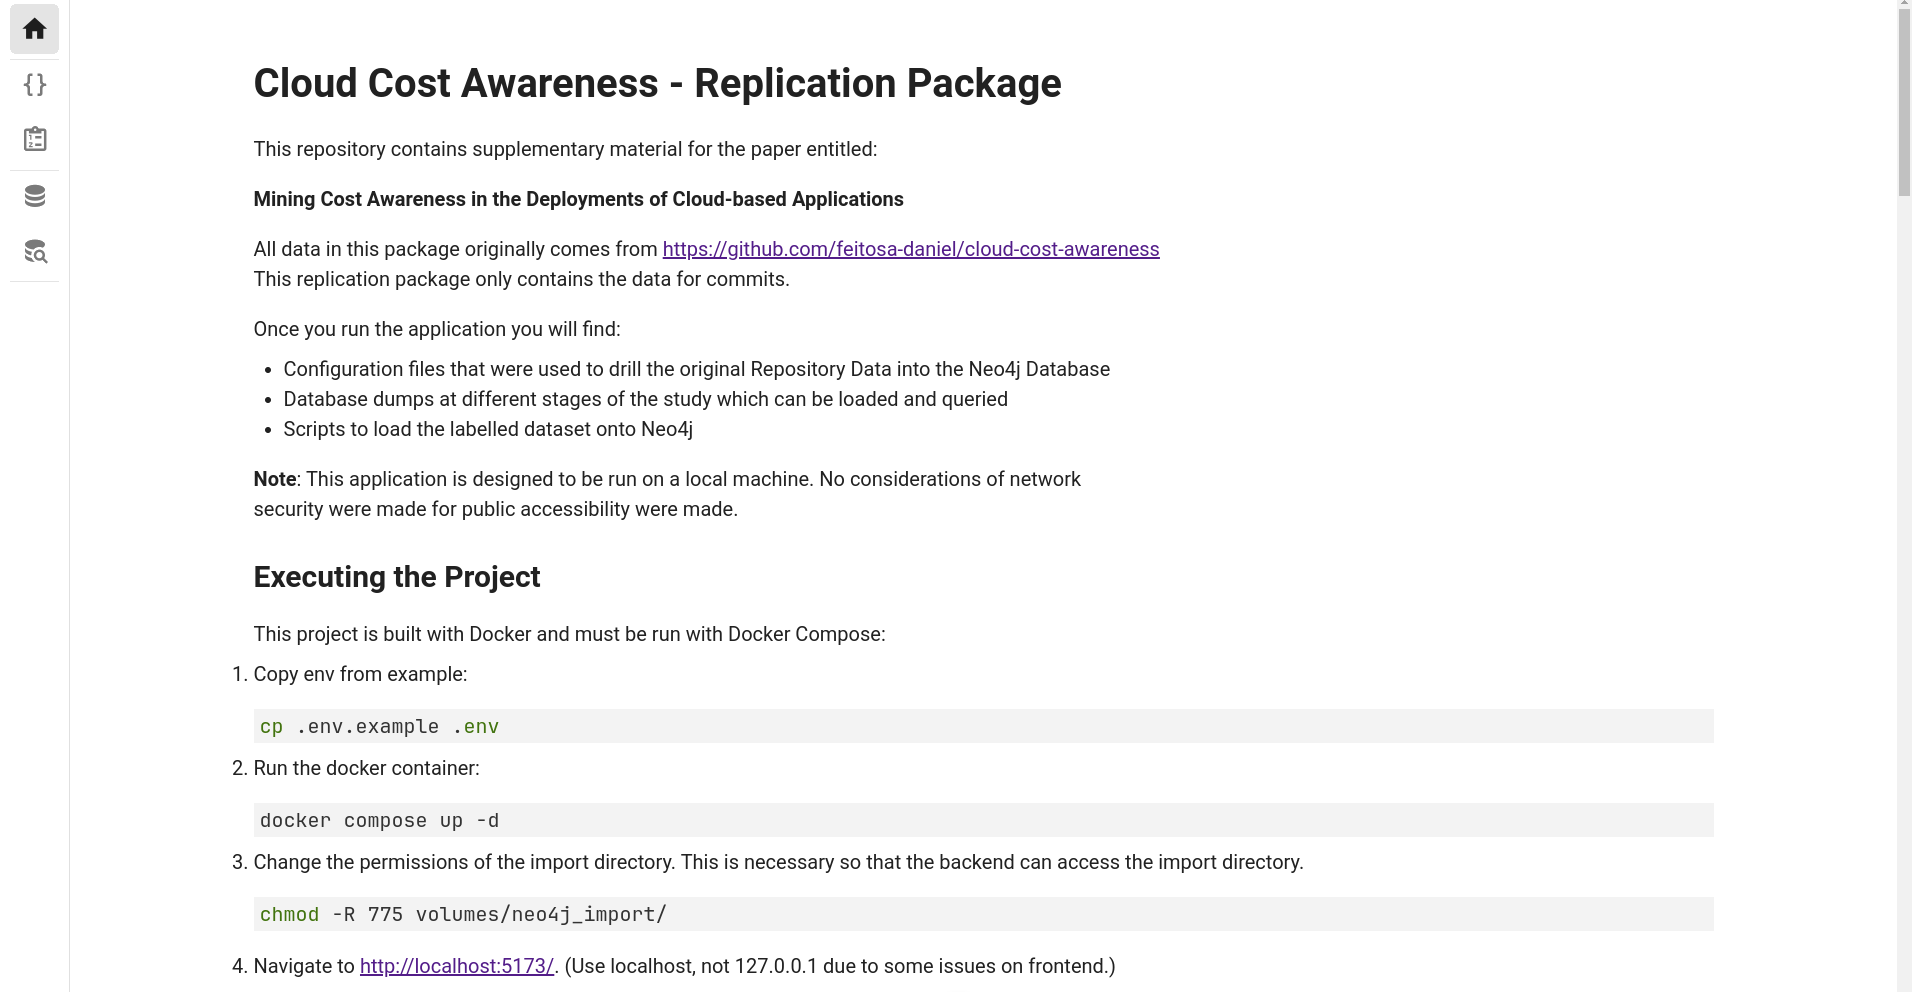 Cloud Cost Awareness - Replication Package
This repository contains supplementary material for the paper entitled:
Mining Cost Awareness in the Deployments of Cloud-based Applications
All data in this package originally comes from https://github.com/feitosa-daniel/cloud-cost-awareness
This replication package only contains the data for commits.
Once you run the application you will find:
• Configuration files that were used to drill the original Repository Data into the Neo4j Database
• Database dumps at different stages of the study which can be loaded and queried
• Scripts to load the labelled dataset onto Neo4j
Note: This application is designed to be run on a local machine. No considerations of network
security were made for public accessibility were made.
Executing the Project
This project is built with Docker and must be run with Docker Compose:
1. Copy env from example:
cp .env.example .env
2. Run the docker container:
docker compose up -d
3. Change the permissions of the import directory. This is necessary so that the backend can access the import directory.
chmod -R 775 volumes/neo4j_import/
4. Navigate to http://localhost:5173/. (Use localhost, not 127.0.0.1 due to some issues on frontend.)